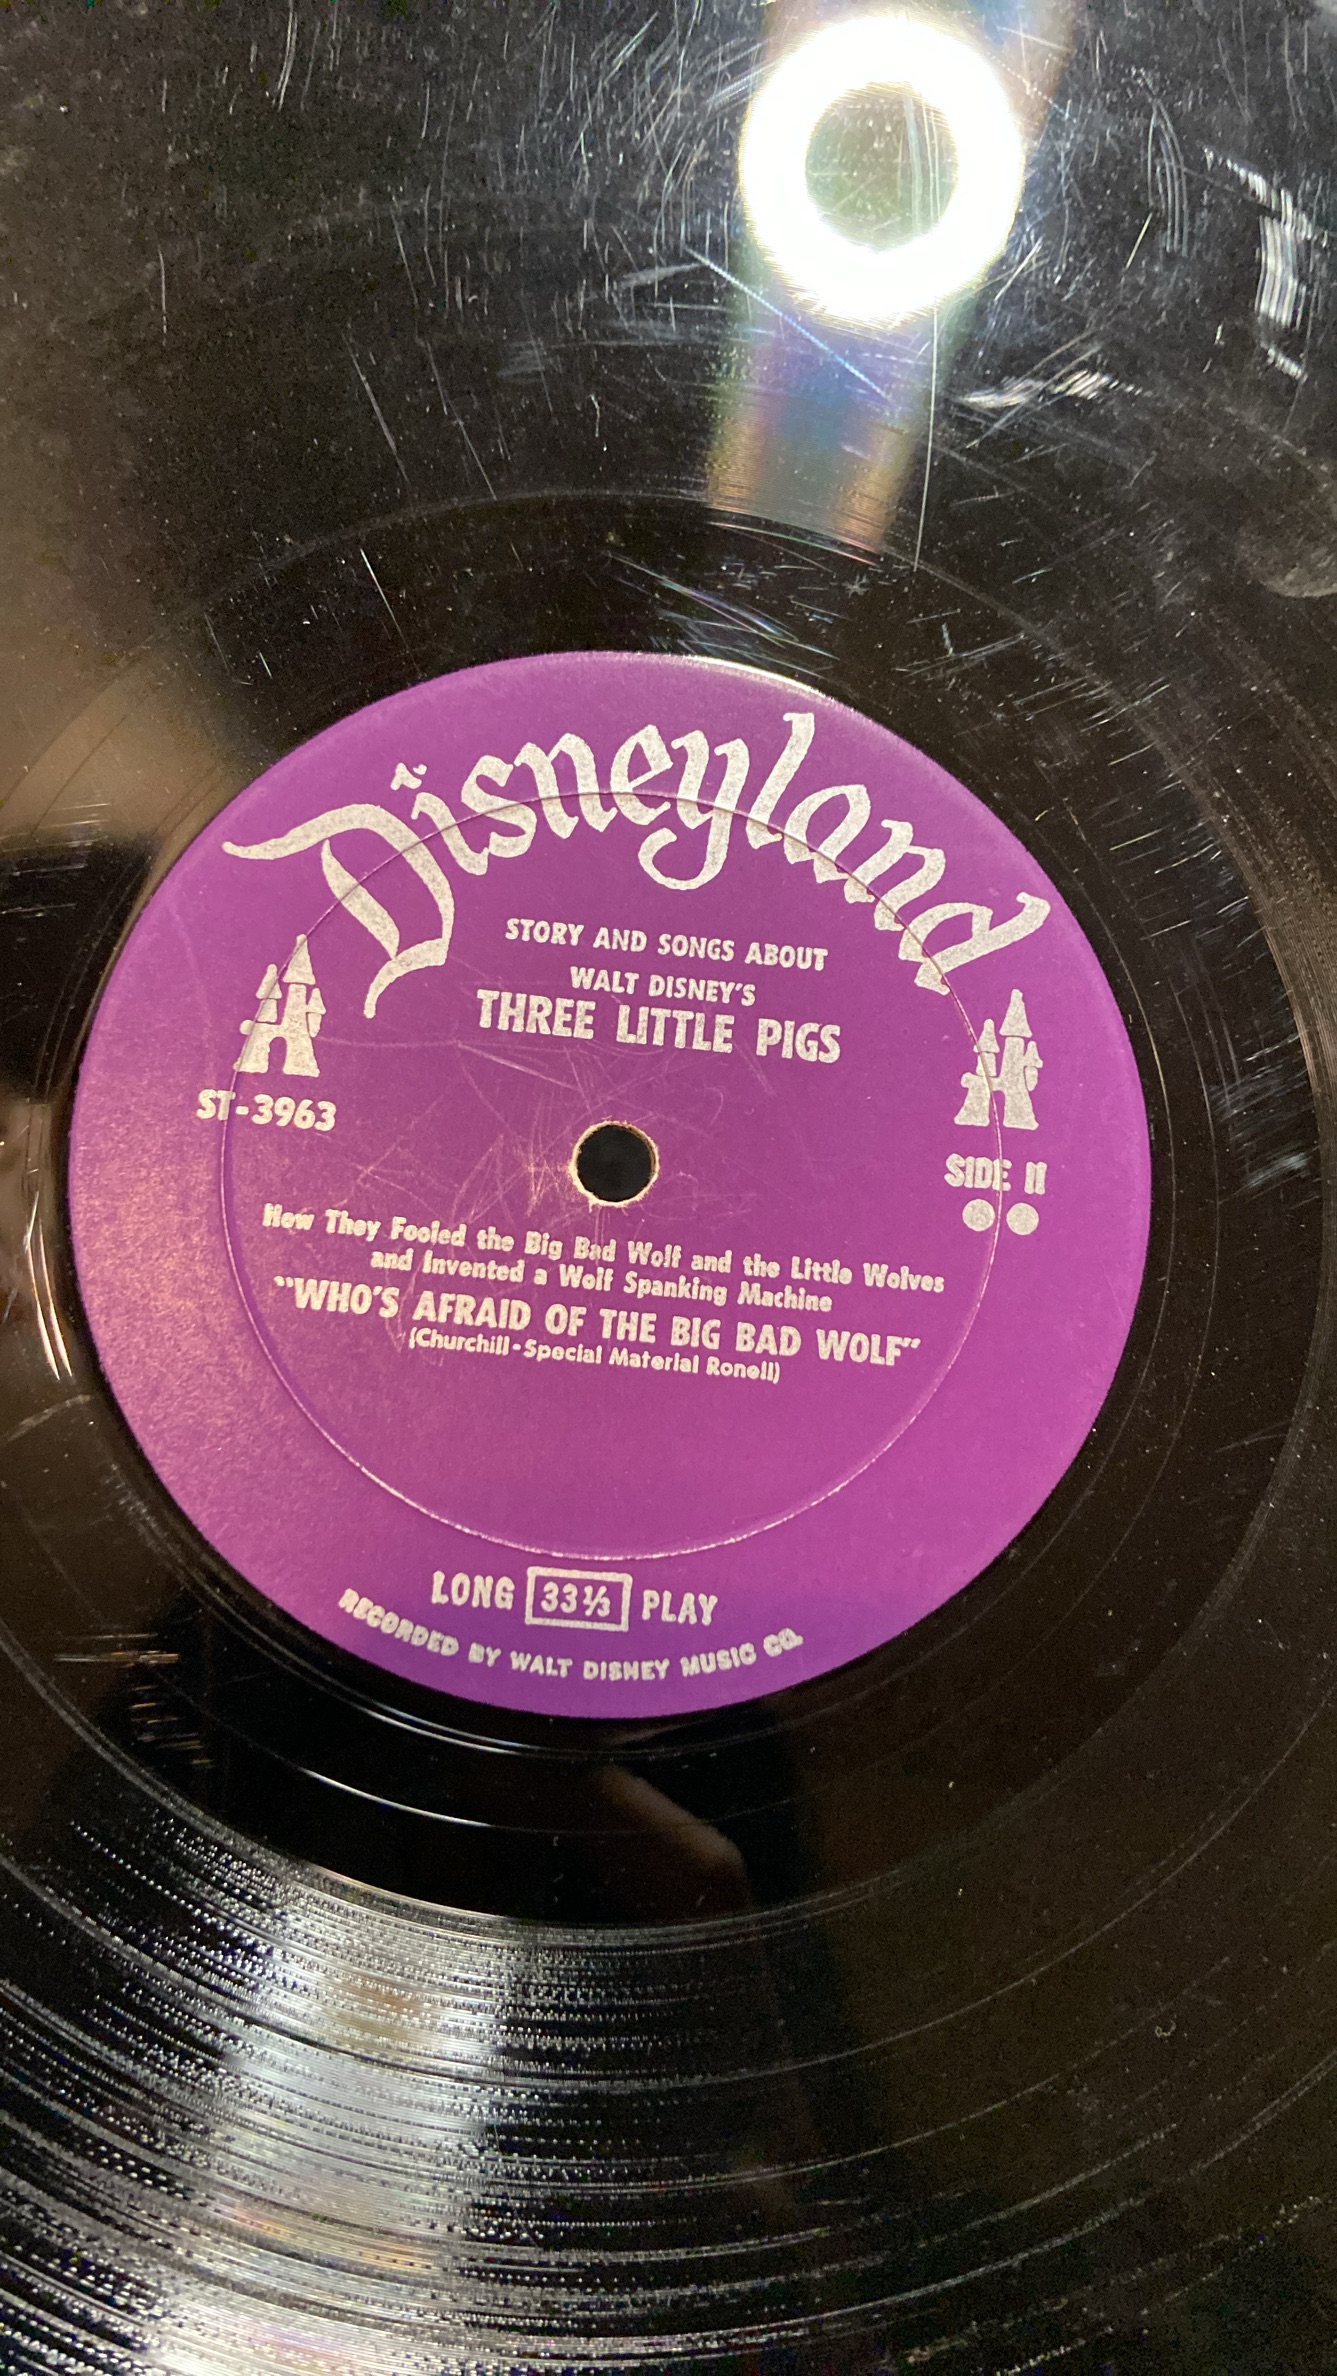 Disneyland
STORY AND SONGS ABOUT
WALT DISNEY'S
THREE LITTLE PIGS
ST-3963
SIDE II
How They Fooled the Big Bad Wolf and the Little Wolves
and Invented a Wolf Spanking Machine
"WHO'S AFRAID OF THE BIG BAD WOLF"
(Churchill-Special Material Ronell)
LONG 33⅓ PLAY
RECORDED BY WALT DISNEY MUSIC CO.